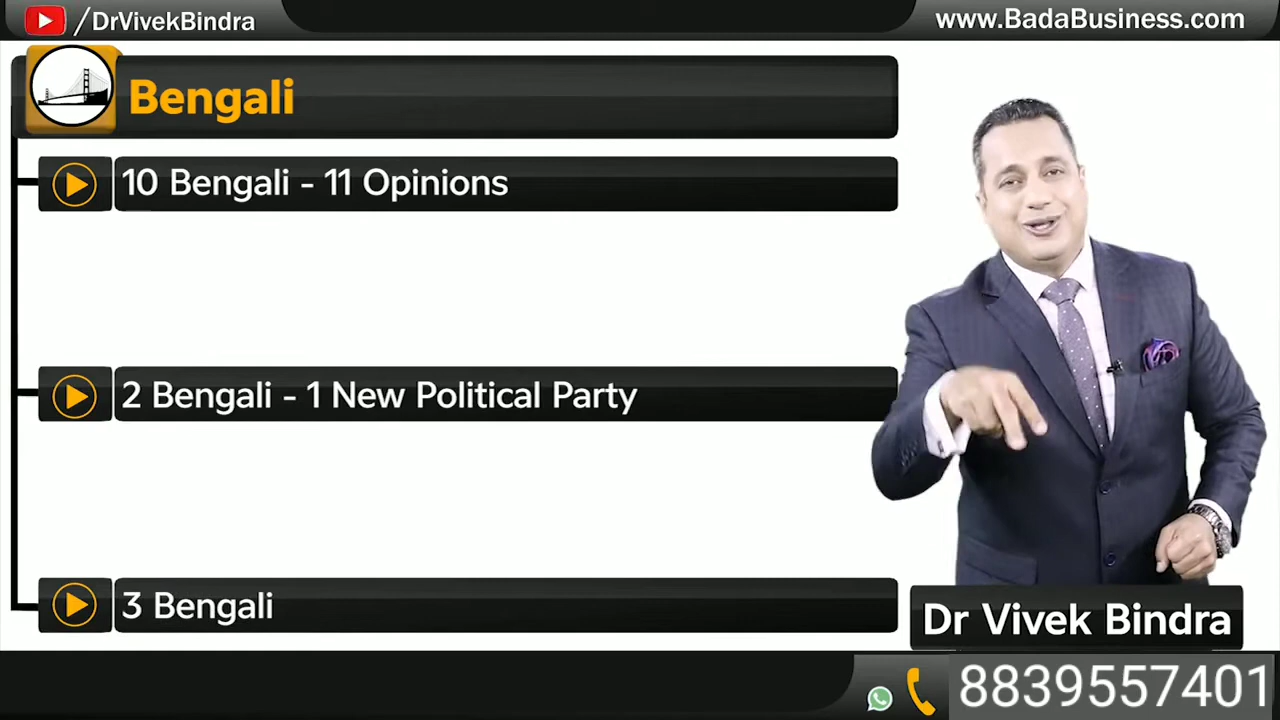 /DrVivekBindra
www.BadaBusiness.com
Bengali
10 Bengali - 11 Opinions
2 Bengali - 1 New Political Party
3 Bengali
Dr Vivek Bindra
8839557401